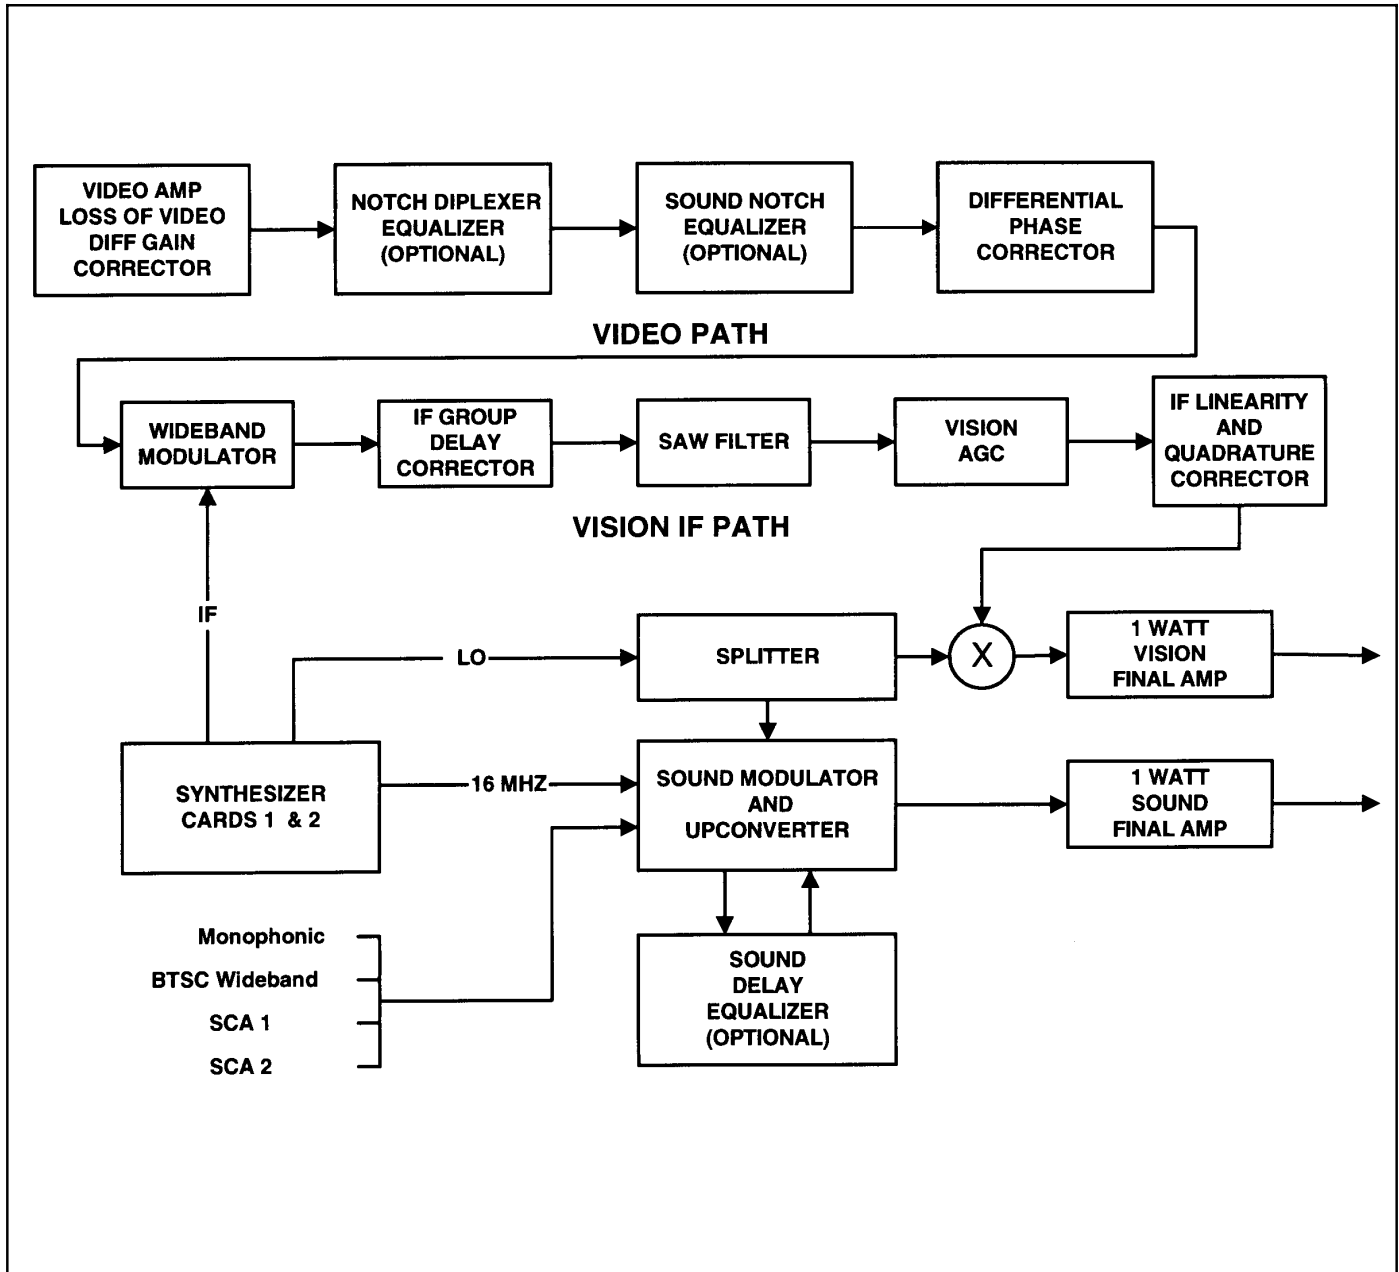 VIDEO AMP
LOSS OF VIDEO
DIFF GAIN
CORRECTOR
NOTCH DIPLEXER
EQUALIZER
(OPTIONAL)
SOUND NOTCH
EQUALIZER
(OPTIONAL)
DIFFERENTIAL
PHASE
CORRECTOR
VIDEO PATH
WIDEBAND
MODULATOR
IF GROUP
DELAY
CORRECTOR
SAW FILTER
VISION
AGC
IF LINEARITY
AND
QUADRATURE
CORRECTOR
VISION IF PATH
IF
LO
SPLITTER
X
1 WATT
VISION
FINAL AMP
SYNTHESIZER
CARDS 1 & 2
16 MHZ
SOUND MODULATOR
AND
UPCONVERTER
1 WATT
SOUND
FINAL AMP
Monophonic
BTSC Wideband
SCA 1
SCA 2
SOUND
DELAY
EQUALIZER
(OPTIONAL)